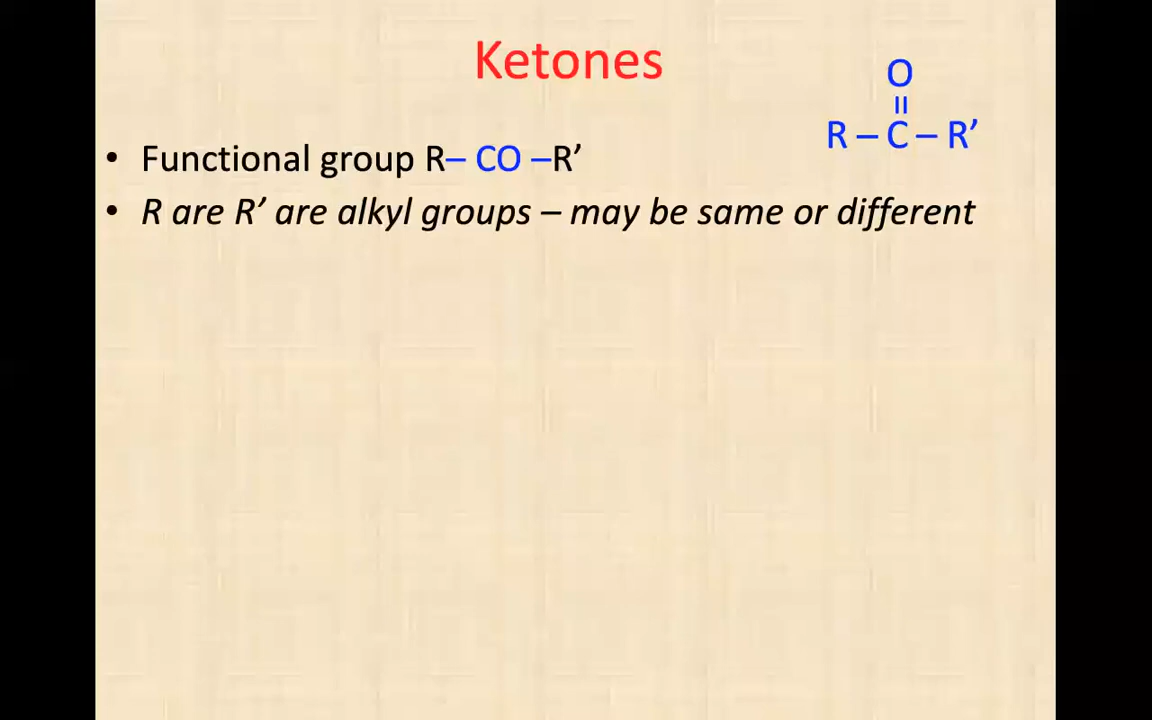 Ketones
O
||
R – C – R’
• Functional group R– CO –R’
• R are R’ are alkyl groups – may be same or different